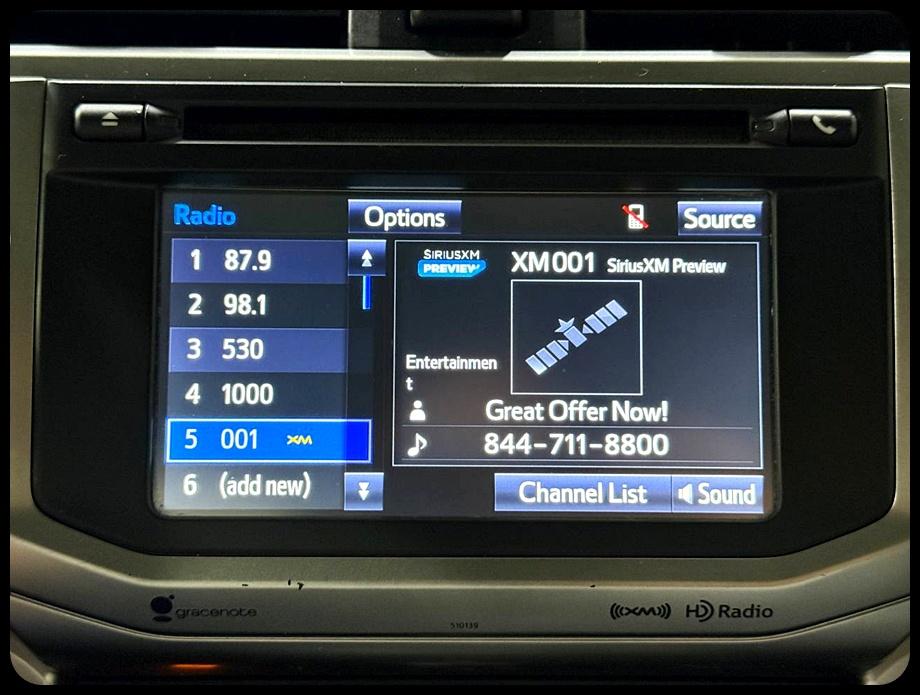 Radio Options Source
1 87.9
2 98.1
3 530
4 1000
5 001 XM
6 (add new)
SIRIUSXM
PREVIEW
XM001 SiriusXM Preview
Entertainmen
t
Great Offer Now!
844-711-8800
Channel List Sound
gracenote
510139
((XM)) HD Radio